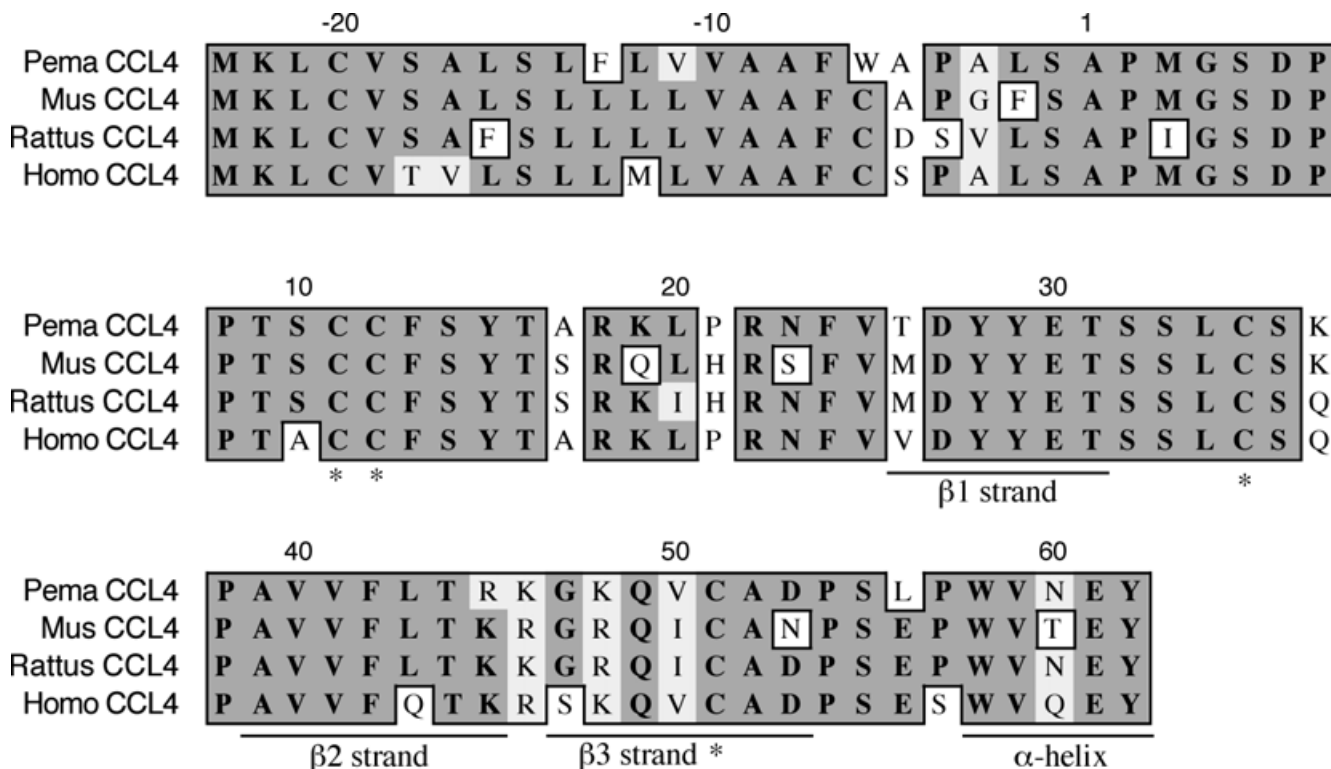 -20 -10 1
Pema CCL4 M K L C V S A L S L F L V V A A F W A P A L S A P M G S D P
Mus CCL4 M K L C V S A L S L L L L V A A F C A P G F S A P M G S D P
Rattus CCL4 M K L C V S A F S L L L L V A A F C D S V L S A P I G S D P
Homo CCL4 M K L C V T V L S L L M L V A A F C S P A L S A P M G S D P
10 20 30
Pema CCL4 P T S C C F S Y T A R K L P R N F V T D Y Y E T S S L C S K
Mus CCL4 P T S C C F S Y T S R Q L H R S F V M D Y Y E T S S L C S K
Rattus CCL4 P T S C C F S Y T S R K I H R N F V M D Y Y E T S S L C S Q
Homo CCL4 P T A C C F S Y T A R K L P R N F V V D Y Y E T S S L C S Q
* * *
β1 strand
40 50 60
Pema CCL4 P A V V F L T R K G K Q V C A D P S L P W V N E Y
Mus CCL4 P A V V F L T K R G R Q I C A N P S E P W V T E Y
Rattus CCL4 P A V V F L T K K G R Q I C A D P S E P W V N E Y
Homo CCL4 P A V V F Q T K R S K Q V C A D P S E S W V Q E Y
β2 strand β3 strand * α-helix